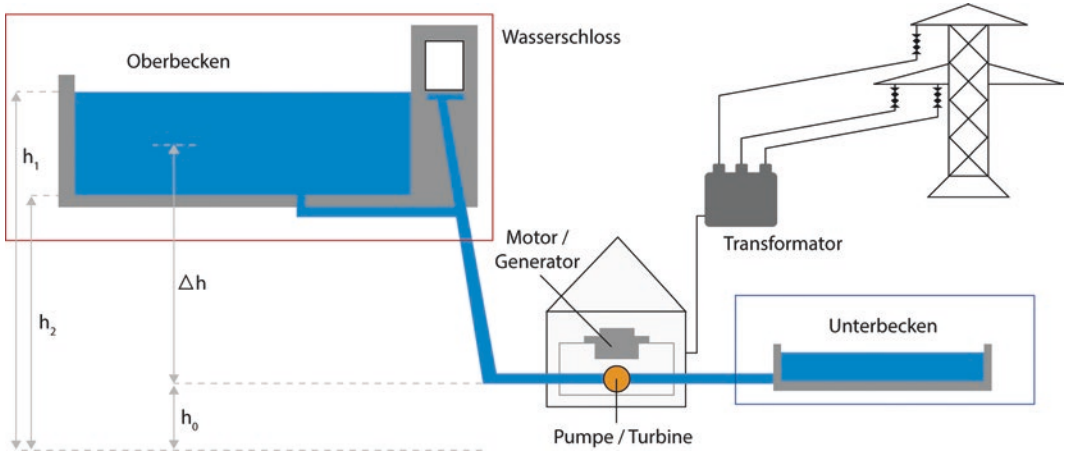 Wasserschloss
Oberbecken
h1
Transformator
Motor /
Generator
Δh
h2
Unterbecken
h0
Pumpe / Turbine